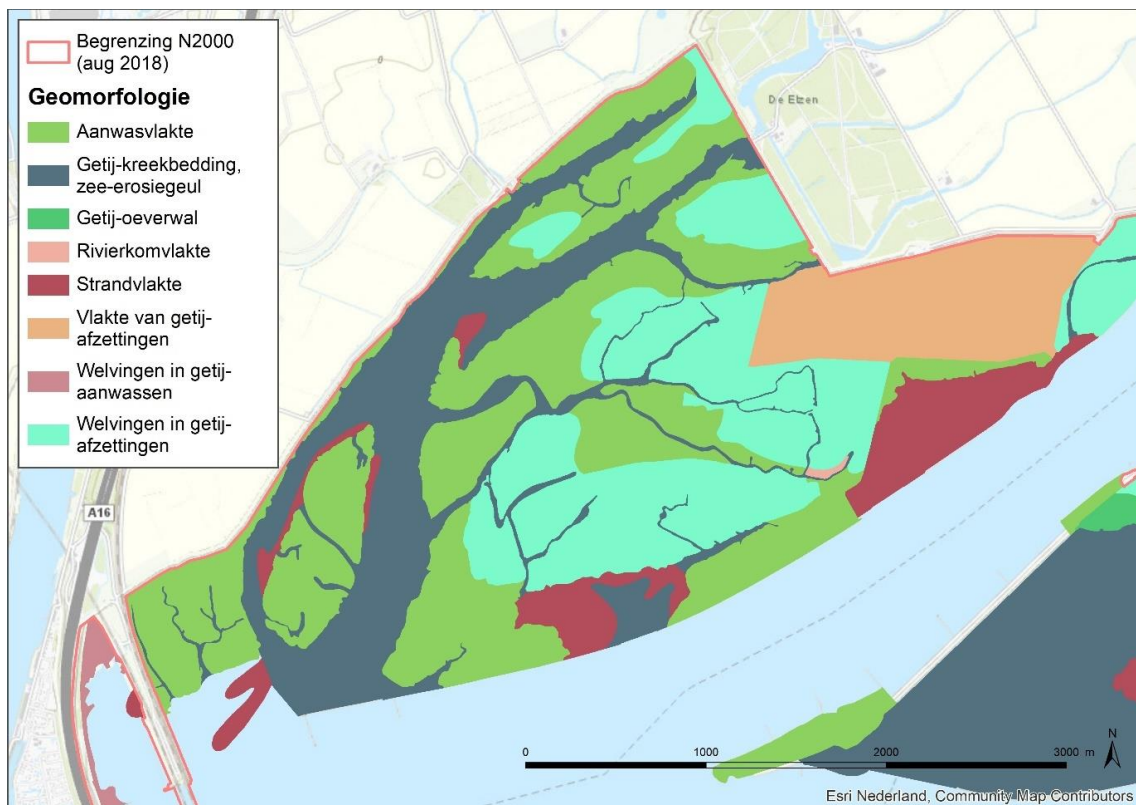 Begrenzing N2000
(aug 2018)
Geomorfologie
Aanwasvlakte
Getij-kreekbedding,
zee-erosiegeul
Getij-oeverwal
Rivierkomvlakte
Strandvlakte
Vlakte van getij-
afzettingen
Welvingen in getij-
aanwassen
Welvingen in getij-
afzettingen
De Elzen
0
A16
N
0 1000 2000 3000 m
Esri Nederland, Community Map Contributors